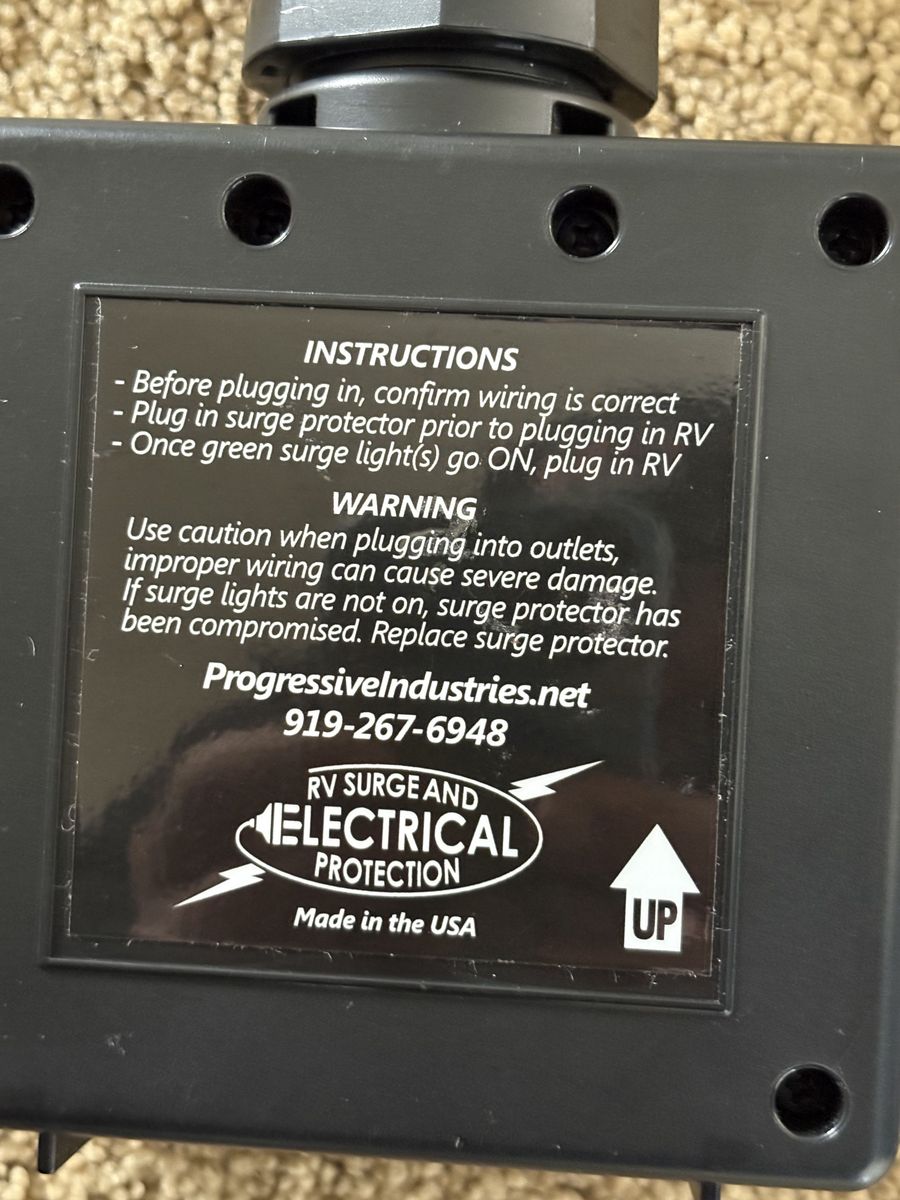 INSTRUCTIONS
- Before plugging in, confirm wiring is correct
- Plug in surge protector prior to plugging in RV
- Once green surge light(s) go ON, plug in RV
WARNING
Use caution when plugging into outlets,
improper wiring can cause severe damage.
If surge lights are not on, surge protector has
been compromised. Replace surge protector.
ProgressiveIndustries.net
919-267-6948
RV SURGE AND
ELECTRICAL
PROTECTION
Made in the USA
UP